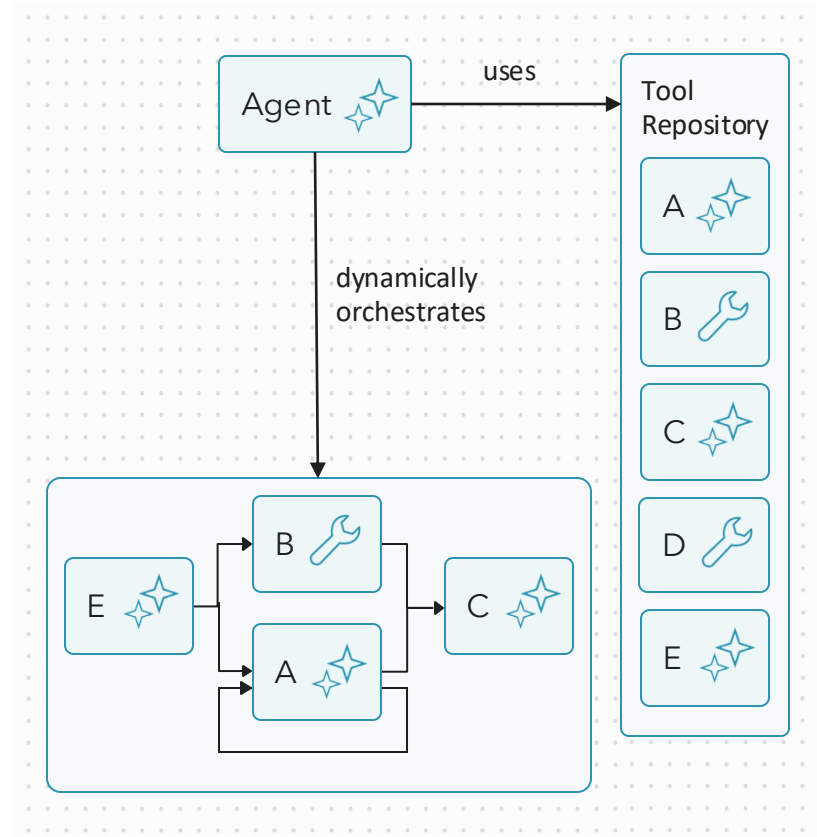 Agent
uses
Tool
Repository
A
B
C
D
E
dynamically
orchestrates
E
B
A
C